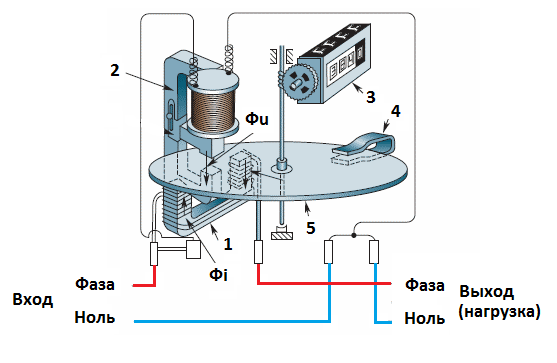 2
3
4
Фu
5
1
Фi
Вход
Фаза
Ноль
Фаза
Ноль
Выход
(нагрузка)